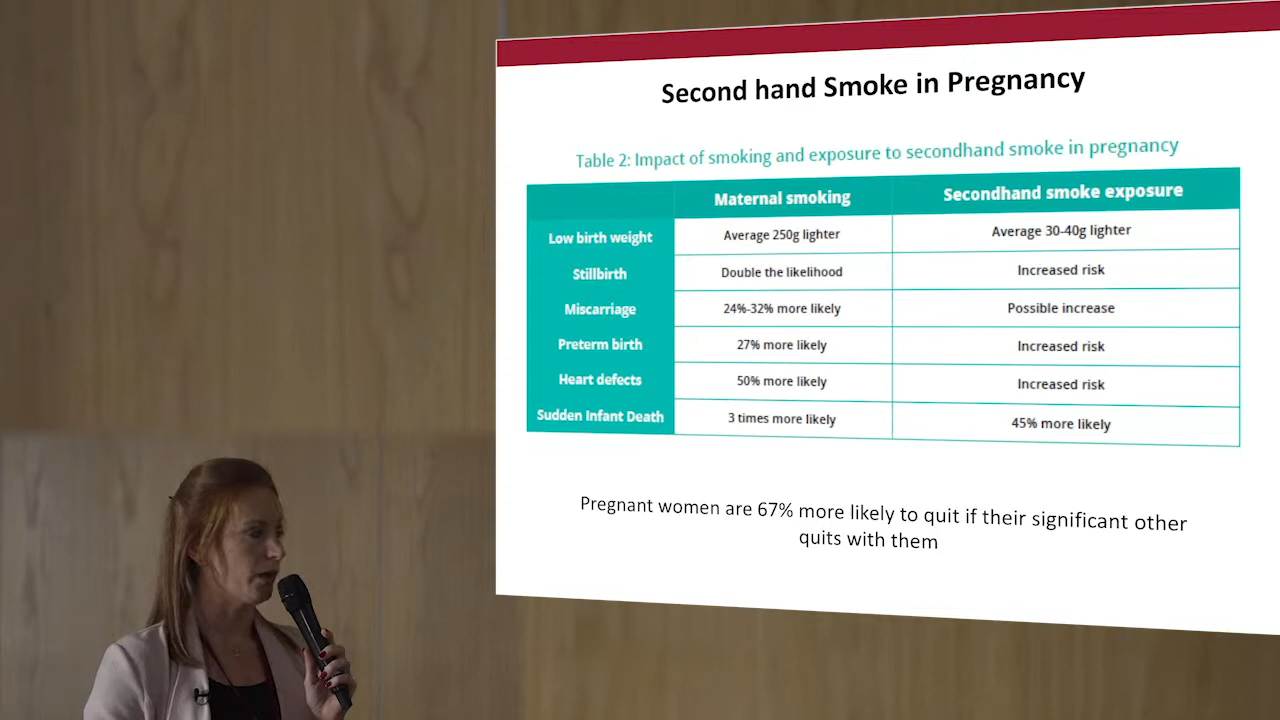 Second hand Smoke in Pregnancy
Table 2: Impact of smoking and exposure to secondhand smoke in pregnancy
Maternal smoking Secondhand smoke exposure
Low birth weight Average 250g lighter Average 30-40g lighter
Stillbirth Double the likelihood Increased risk
Miscarriage 24%-32% more likely Possible increase
Preterm birth 27% more likely Increased risk
Heart defects 50% more likely Increased risk
Sudden Infant Death 3 times more likely 45% more likely
Pregnant women are 67% more likely to quit if their significant other
quits with them